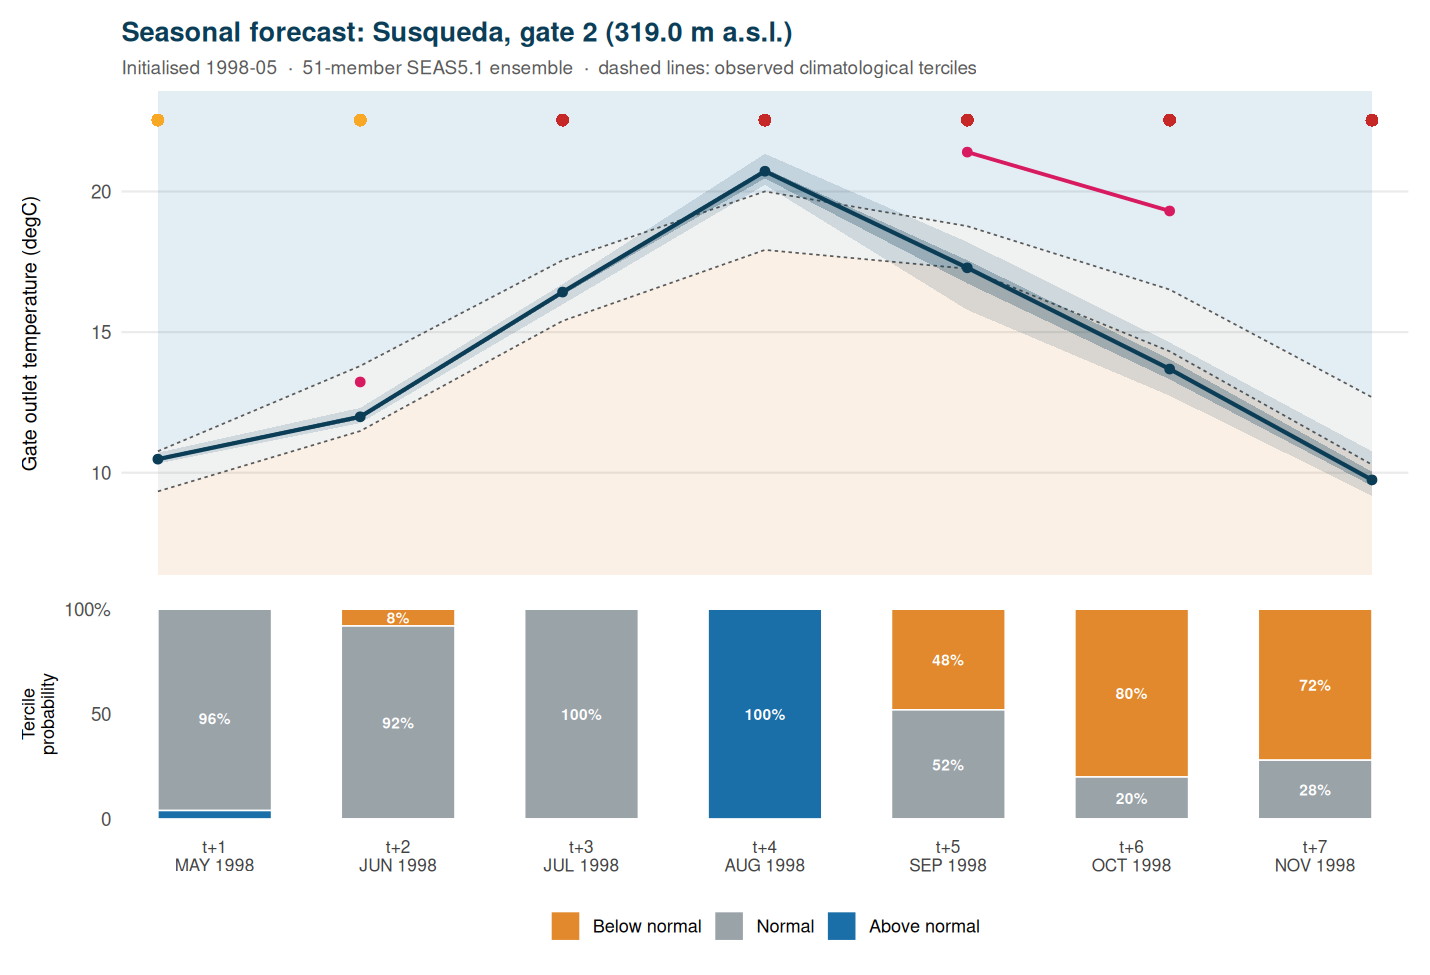 Seasonal forecast: Susqueda, gate 2 (319.0 m a.s.l.)
Initialised 1998-05 · 51-member SEAS5.1 ensemble · dashed lines: observed climatological terciles
Gate outlet temperature (degC)
20
15
10
Tercile
probability
100%
50
0
96%
8%
92%
100%
100%
48%
52%
80%
20%
72%
28%
t+1
MAY 1998
t+2
JUN 1998
t+3
JUL 1998
t+4
AUG 1998
t+5
SEP 1998
t+6
OCT 1998
t+7
NOV 1998
Below normal
Normal
Above normal